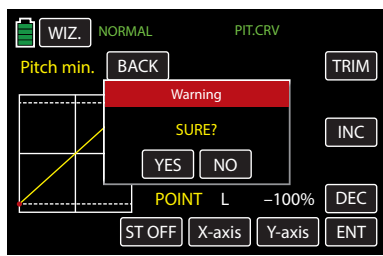 WIZ. NORMAL PIT.CRV
Pitch min. BACK TRIM
Warning
SURE?
INC
YES NO
POINT L –100% DEC
ST OFF X-axis Y-axis ENT